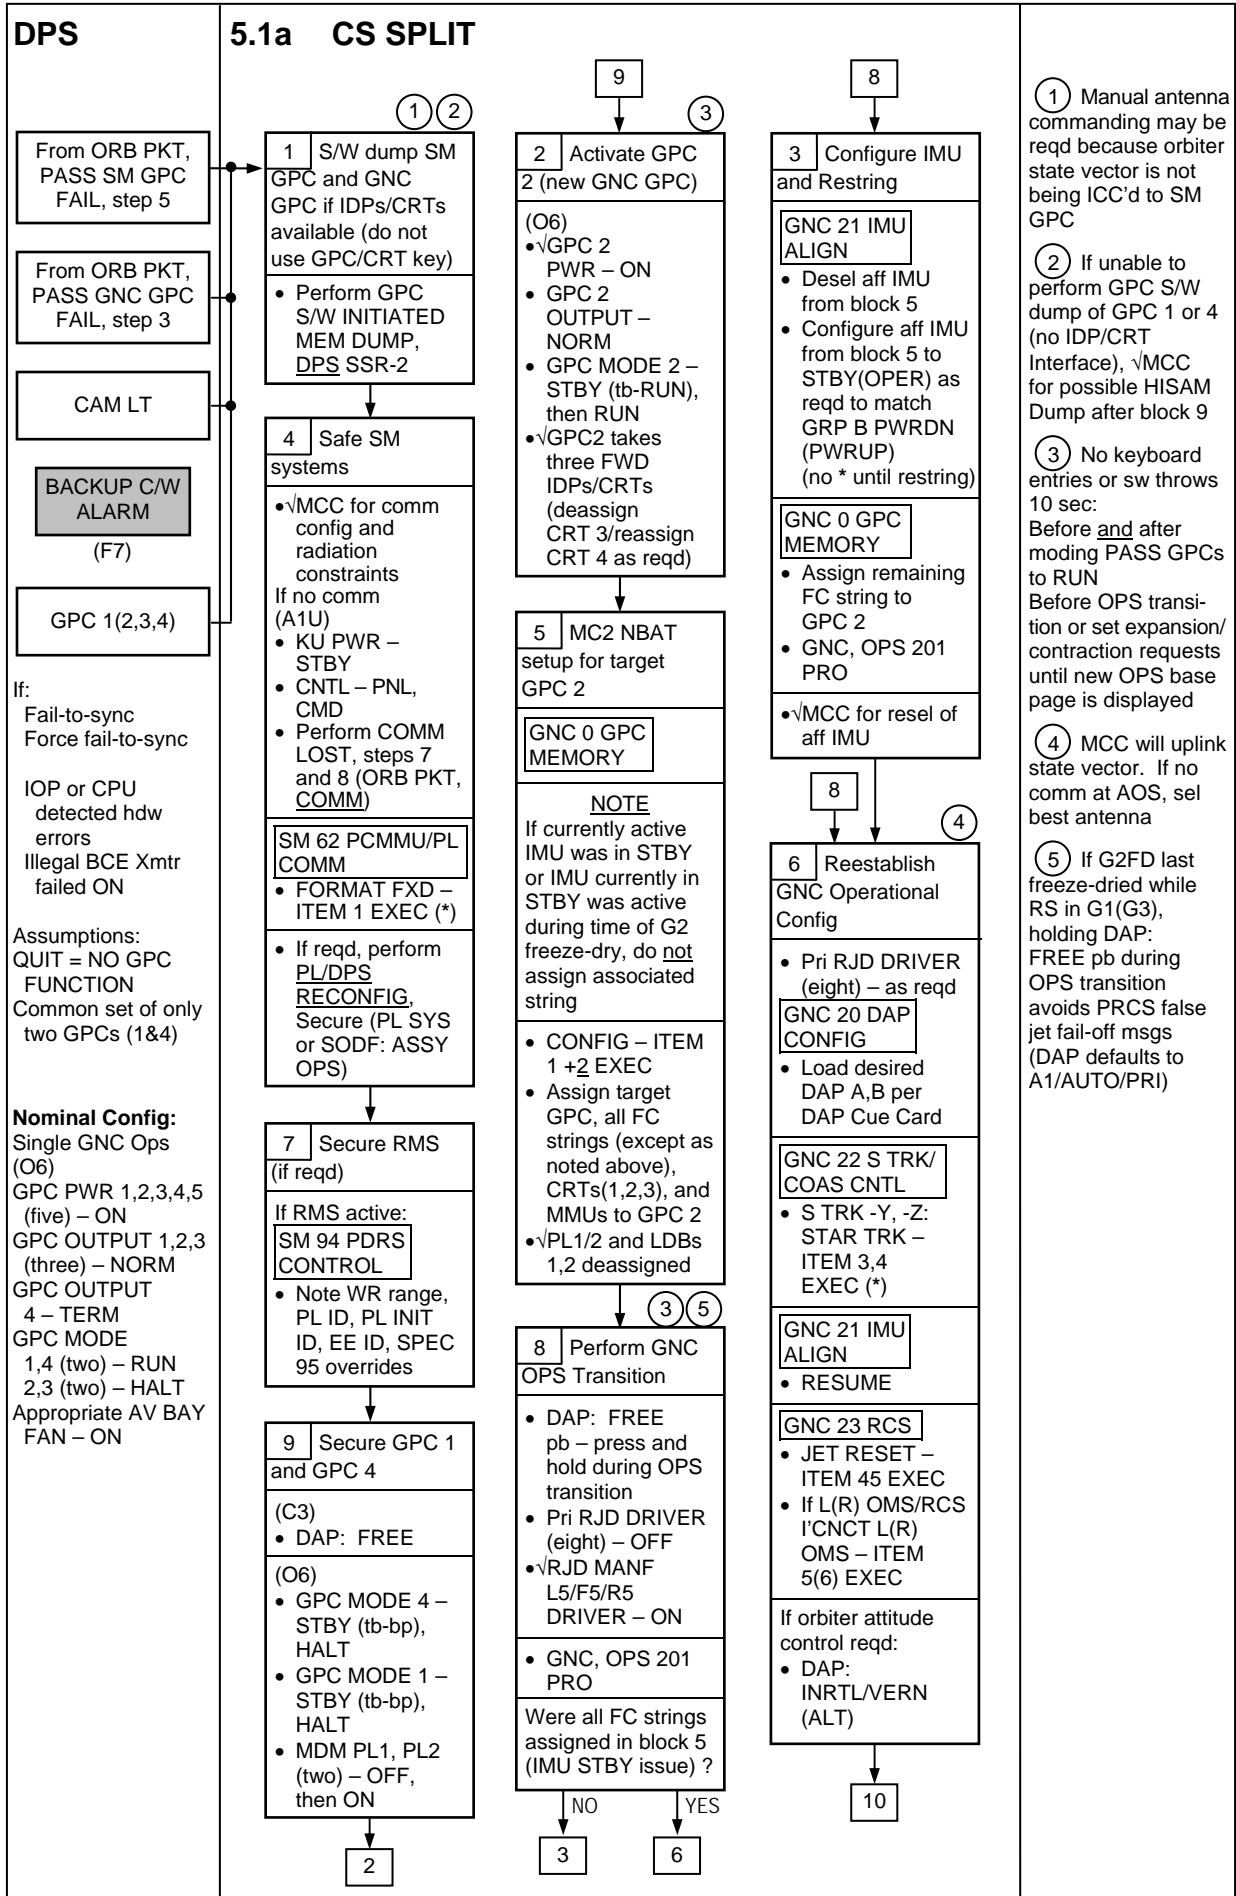 DPS
5.1a CS SPLIT
From ORB PKT,
PASS SM GPC
FAIL, step 5
From ORB PKT,
PASS GNC GPC
FAIL, step 3
CAM LT
BACKUP C/W
ALARM
(F7)
GPC 1(2,3,4)
If:
Fail-to-sync
Force fail-to-sync
IOP or CPU
detected hdw
errors
Illegal BCE Xmtr
failed ON
Assumptions:
QUIT = NO GPC
FUNCTION
Common set of only
two GPCs (1&4)
Nominal Config:
Single GNC Ops
(O6)
GPC PWR 1,2,3,4,5
(five) – ON
GPC OUTPUT 1,2,3
(three) – NORM
GPC OUTPUT
4 – TERM
GPC MODE
1,4 (two) – RUN
2,3 (two) – HALT
Appropriate AV BAY
FAN – ON
1 2
1 S/W dump SM
GPC and GNC
GPC if IDPs/CRTs
available (do not
use GPC/CRT key)
• Perform GPC
S/W INITIATED
MEM DUMP,
DPS SSR-2
4 Safe SM
systems
•√MCC for comm
config and
radiation
constraints
If no comm
(A1U)
• KU PWR –
STBY
• CNTL – PNL,
CMD
• Perform COMM
LOST, steps 7
and 8 (ORB PKT,
COMM)
SM 62 PCMMU/PL
COMM
• FORMAT FXD –
ITEM 1 EXEC (*)
• If reqd, perform
PL/DPS
RECONFIG,
Secure (PL SYS
or SODF: ASSY
OPS)
7 Secure RMS
(if reqd)
If RMS active:
SM 94 PDRS
CONTROL
• Note WR range,
PL ID, PL INIT
ID, EE ID, SPEC
95 overrides
9 Secure GPC 1
and GPC 4
(C3)
• DAP: FREE
(O6)
• GPC MODE 4 –
STBY (tb-bp),
HALT
• GPC MODE 1 –
STBY (tb-bp),
HALT
• MDM PL1, PL2
(two) – OFF,
then ON
2
9
3
2 Activate GPC
2 (new GNC GPC)
(O6)
•√GPC 2
PWR – ON
• GPC 2
OUTPUT –
NORM
• GPC MODE 2 –
STBY (tb-RUN),
then RUN
•√GPC2 takes
three FWD
IDPs/CRTs
(deassign
CRT 3/reassign
CRT 4 as reqd)
5 MC2 NBAT
setup for target
GPC 2
GNC 0 GPC
MEMORY
NOTE
If currently active
IMU was in STBY
or IMU currently in
STBY was active
during time of G2
freeze-dry, do not
assign associated
string
• CONFIG – ITEM
1 +2 EXEC
• Assign target
GPC, all FC
strings (except as
noted above),
CRTs(1,2,3), and
MMUs to GPC 2
•√PL1/2 and LDBs
1,2 deassigned
3 5
8 Perform GNC
OPS Transition
• DAP: FREE
pb – press and
hold during OPS
transition
• Pri RJD DRIVER
(eight) – OFF
•√RJD MANF
L5/F5/R5
DRIVER – ON
• GNC, OPS 201
PRO
Were all FC strings
assigned in block 5
(IMU STBY issue) ?
NO YES
3 6
8
3 Configure IMU
and Restring
GNC 21 IMU
ALIGN
• Desel aff IMU
from block 5
• Configure aff IMU
from block 5 to
STBY(OPER) as
reqd to match
GRP B PWRDN
(PWRUP)
(no * until restring)
GNC 0 GPC
MEMORY
• Assign remaining
FC string to
GPC 2
• GNC, OPS 201
PRO
•√MCC for resel of
aff IMU
8
4
6 Reestablish
GNC Operational
Config
• Pri RJD DRIVER
(eight) – as reqd
GNC 20 DAP
CONFIG
• Load desired
DAP A,B per
DAP Cue Card
GNC 22 S TRK/
COAS CNTL
• S TRK -Y, -Z:
STAR TRK –
ITEM 3,4
EXEC (*)
GNC 21 IMU
ALIGN
• RESUME
GNC 23 RCS
• JET RESET –
ITEM 45 EXEC
• If L(R) OMS/RCS
I'CNCT L(R)
OMS – ITEM
5(6) EXEC
If orbiter attitude
control reqd:
• DAP:
INRTL/VERN
(ALT)
10
1 Manual antenna
commanding may be
reqd because orbiter
state vector is not
being ICC'd to SM
GPC
2 If unable to
perform GPC S/W
dump of GPC 1 or 4
(no IDP/CRT
Interface), √MCC
for possible HISAM
Dump after block 9
3 No keyboard
entries or sw throws
10 sec:
Before and after
moding PASS GPCs
to RUN
Before OPS transi-
tion or set expansion/
contraction requests
until new OPS base
page is displayed
4 MCC will uplink
state vector. If no
comm at AOS, sel
best antenna
5 If G2FD last
freeze-dried while
RS in G1(G3),
holding DAP:
FREE pb during
OPS transition
avoids PRCS false
jet fail-off msgs
(DAP defaults to
A1/AUTO/PRI)